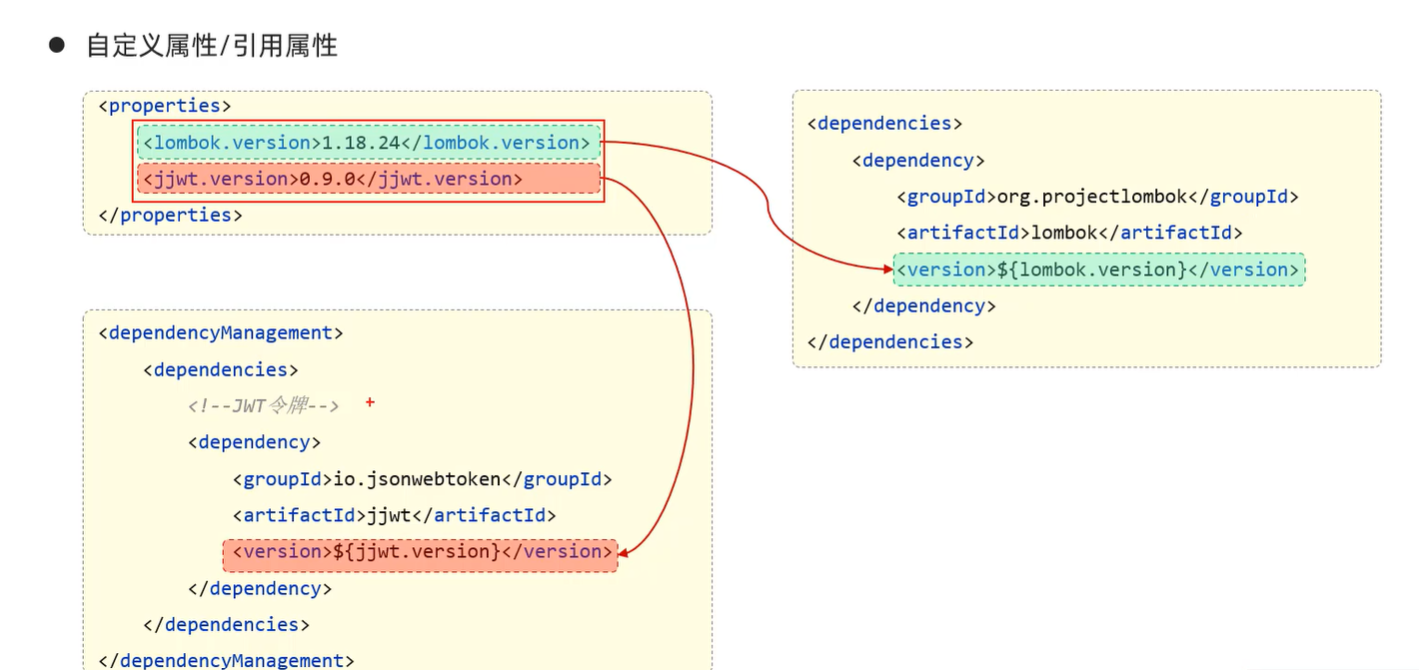 ● 自定义属性/引用属性
<properties>
<lombok.version>1.18.24</lombok.version>
<jjwt.version>0.9.0</jjwt.version>
</properties>
<dependencyManagement>
<dependencies>
<!--JWT令牌-->
<dependency>
<groupId>io.jsonwebtoken</groupId>
<artifactId>jjwt</artifactId>
<version>${jjwt.version}</version>
</dependency>
</dependencies>
</dependencyManagement>
<dependencies>
<dependency>
<groupId>org.projectlombok</groupId>
<artifactId>lombok</artifactId>
<version>${lombok.version}</version>
</dependency>
</dependencies>